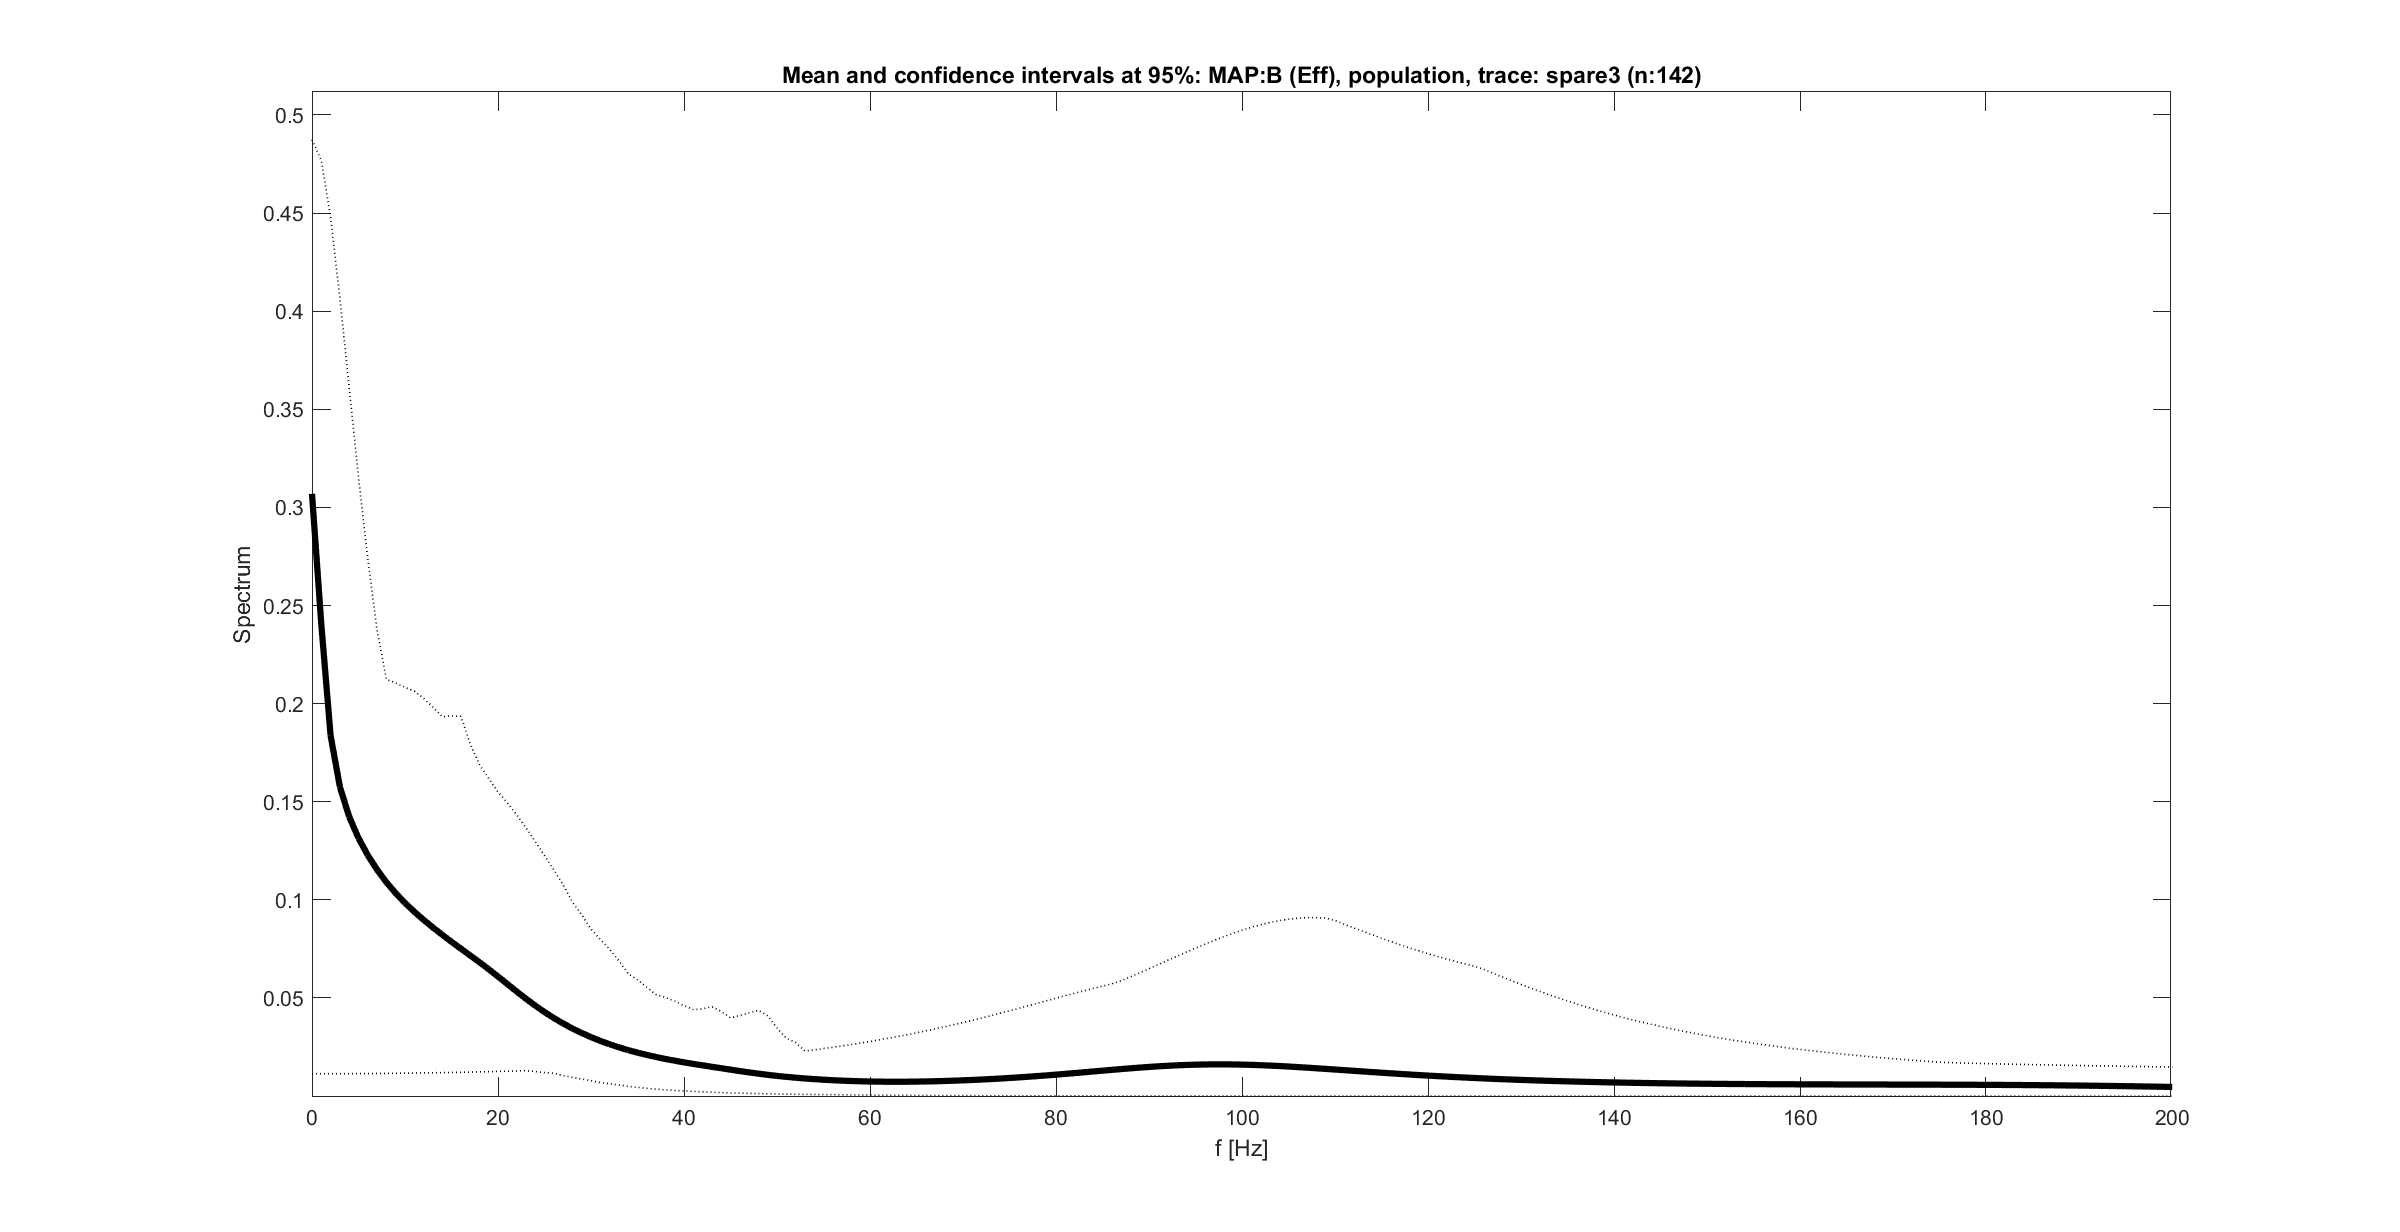 Mean and confidence intervals at 95%: MAP:B (Eff), population, trace: spare3 (n:142)
0.5
0.45
0.4
0.35
0.3
0.25
0.2
0.15
0.1
0.05
Spectrum
0 20 40 60 80 100 120 140 160 180 200
f [Hz]